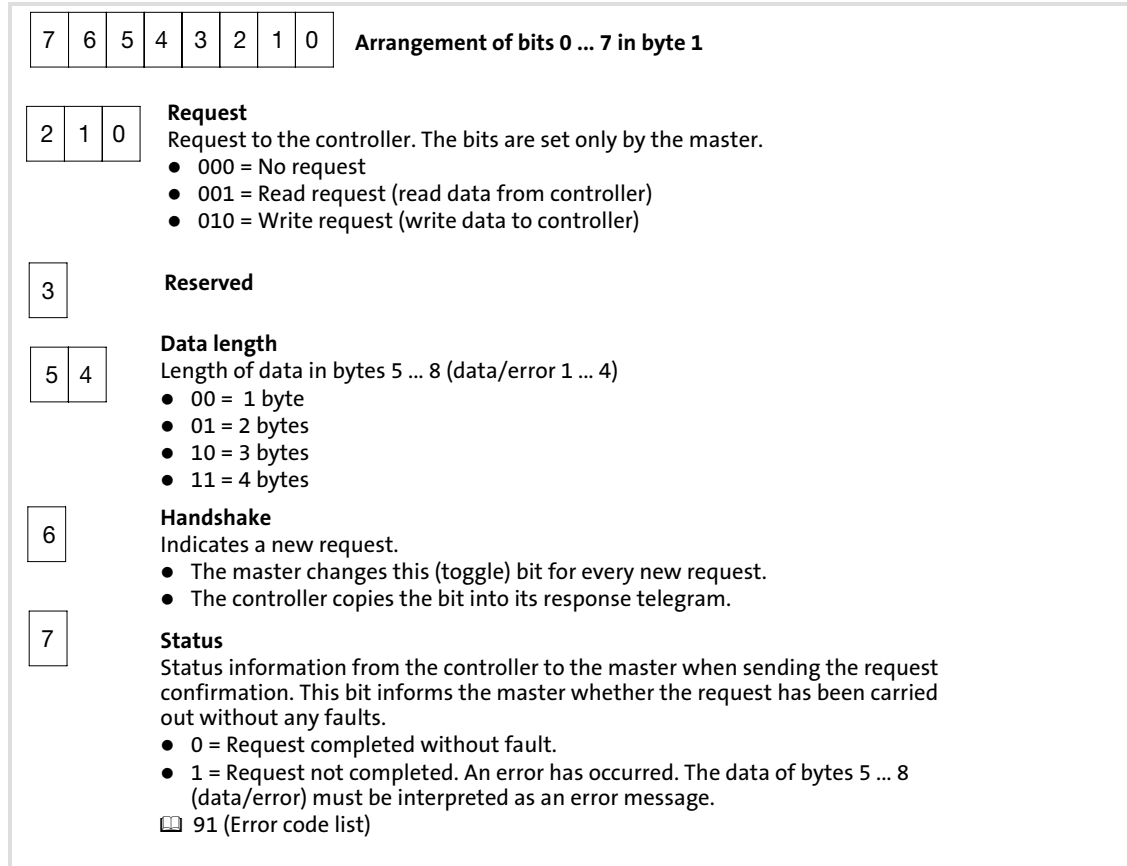 7 6 5 4 3 2 1 0 Arrangement of bits 0 ... 7 in byte 1
Request
2 1 0 Request to the controller. The bits are set only by the master.
● 000 = No request
● 001 = Read request (read data from controller)
● 010 = Write request (write data to controller)
3 Reserved
Data length
5 4 Length of data in bytes 5 ... 8 (data/error 1 ... 4)
● 00 = 1 byte
● 01 = 2 bytes
● 10 = 3 bytes
● 11 = 4 bytes
Handshake
6 Indicates a new request.
● The master changes this (toggle) bit for every new request.
● The controller copies the bit into its response telegram.
7 Status
Status information from the controller to the master when sending the request
confirmation. This bit informs the master whether the request has been carried
out without any faults.
● 0 = Request completed without fault.
● 1 = Request not completed. An error has occurred. The data of bytes 5 ... 8
(data/error) must be interpreted as an error message.
🕮 91 (Error code list)